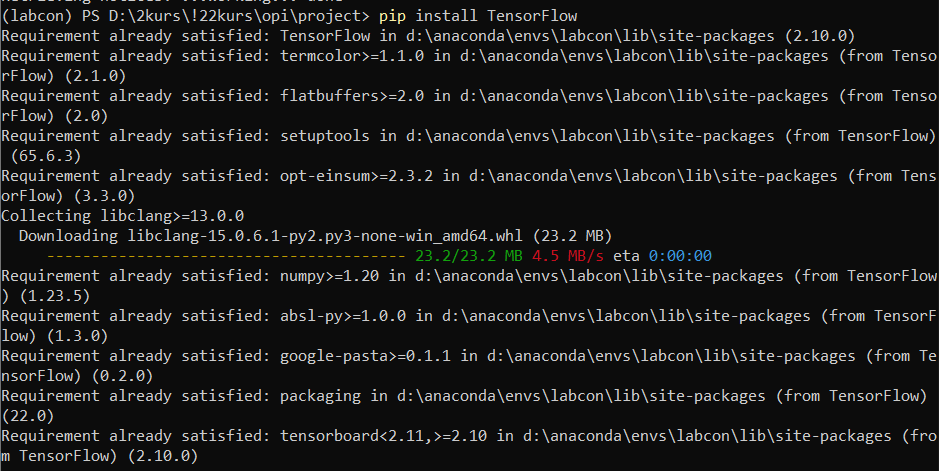 (labcon) PS D:\2kurs\!22kurs\opi\project> pip install TensorFlow
Requirement already satisfied: TensorFlow in d:\anaconda\envs\labcon\lib\site-packages (2.10.0)
Requirement already satisfied: termcolor>=1.1.0 in d:\anaconda\envs\labcon\lib\site-packages (from Tenso
rFlow) (2.1.0)
Requirement already satisfied: flatbuffers>=2.0 in d:\anaconda\envs\labcon\lib\site-packages (from Tenso
rFlow) (2.0)
Requirement already satisfied: setuptools in d:\anaconda\envs\labcon\lib\site-packages (from TensorFlow)
(65.6.3)
Requirement already satisfied: opt-einsum>=2.3.2 in d:\anaconda\envs\labcon\lib\site-packages (from Tens
orFlow) (3.3.0)
Collecting libclang>=13.0.0
Downloading libclang-15.0.6.1-py2.py3-none-win_amd64.whl (23.2 MB)
---------------------------------------- 23.2/23.2 MB 4.5 MB/s eta 0:00:00
Requirement already satisfied: numpy>=1.20 in d:\anaconda\envs\labcon\lib\site-packages (from TensorFlow
) (1.23.5)
Requirement already satisfied: absl-py>=1.0.0 in d:\anaconda\envs\labcon\lib\site-packages (from TensorF
low) (1.3.0)
Requirement already satisfied: google-pasta>=0.1.1 in d:\anaconda\envs\labcon\lib\site-packages (from Te
nsorFlow) (0.2.0)
Requirement already satisfied: packaging in d:\anaconda\envs\labcon\lib\site-packages (from TensorFlow)
(22.0)
Requirement already satisfied: tensorboard<2.11,>=2.10 in d:\anaconda\envs\labcon\lib\site-packages (fro
m TensorFlow) (2.10.0)